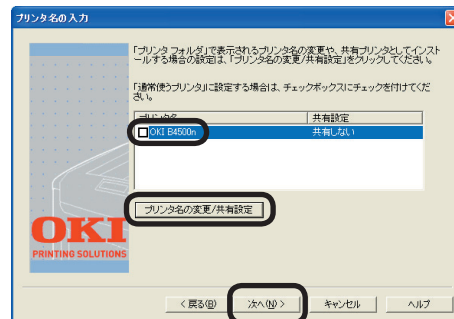 プリンタ名の入力
「プリンタ フォルダ」で表示されるプリンタ名の変更や、共有プリンタとしてインスト
ールする場合の設定は、「プリンタ名の変更/共有設定」をクリックしてください。
「通常使うプリンタ」に設定する場合は、チェックボックスにチェックを付けてくだ
さい。
プリンタ名 共有設定
OKI B4500n 共有しない
プリンタ名の変更/共有設定
OKI
PRINTING SOLUTIONS
< 戻る(B) 次へ(N) > キャンセル ヘルプ